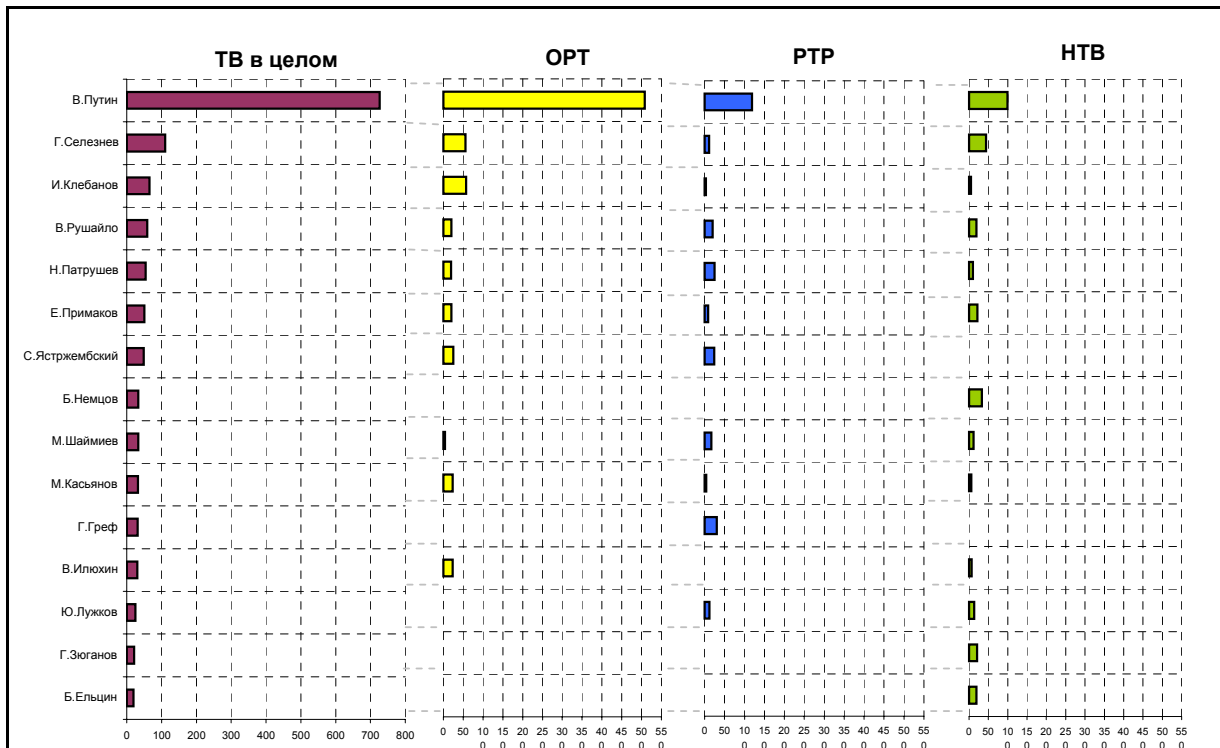 ТВ в целом
ОРТ
РТР
НТВ
В.Путин
Г.Селезнев
И.Клебанов
В.Рушайло
Н.Патрушев
Е.Примаков
С.Ястржембский
Б.Немцов
М.Шаймиев
М.Касьянов
Г.Греф
В.Илюхин
Ю.Лужков
Г.Зюганов
Б.Ельцин
0 100 200 300 400 500 600 700 800
0 50 10 15 20 25 30 35 40 45 50 55
0 0 0 0 0 0 0 0 0 0
0 50 10 15 20 25 30 35 40 45 50 55
0 0 0 0 0 0 0 0 0 0
0 50 10 15 20 25 30 35 40 45 50 55
0 0 0 0 0 0 0 0 0 0